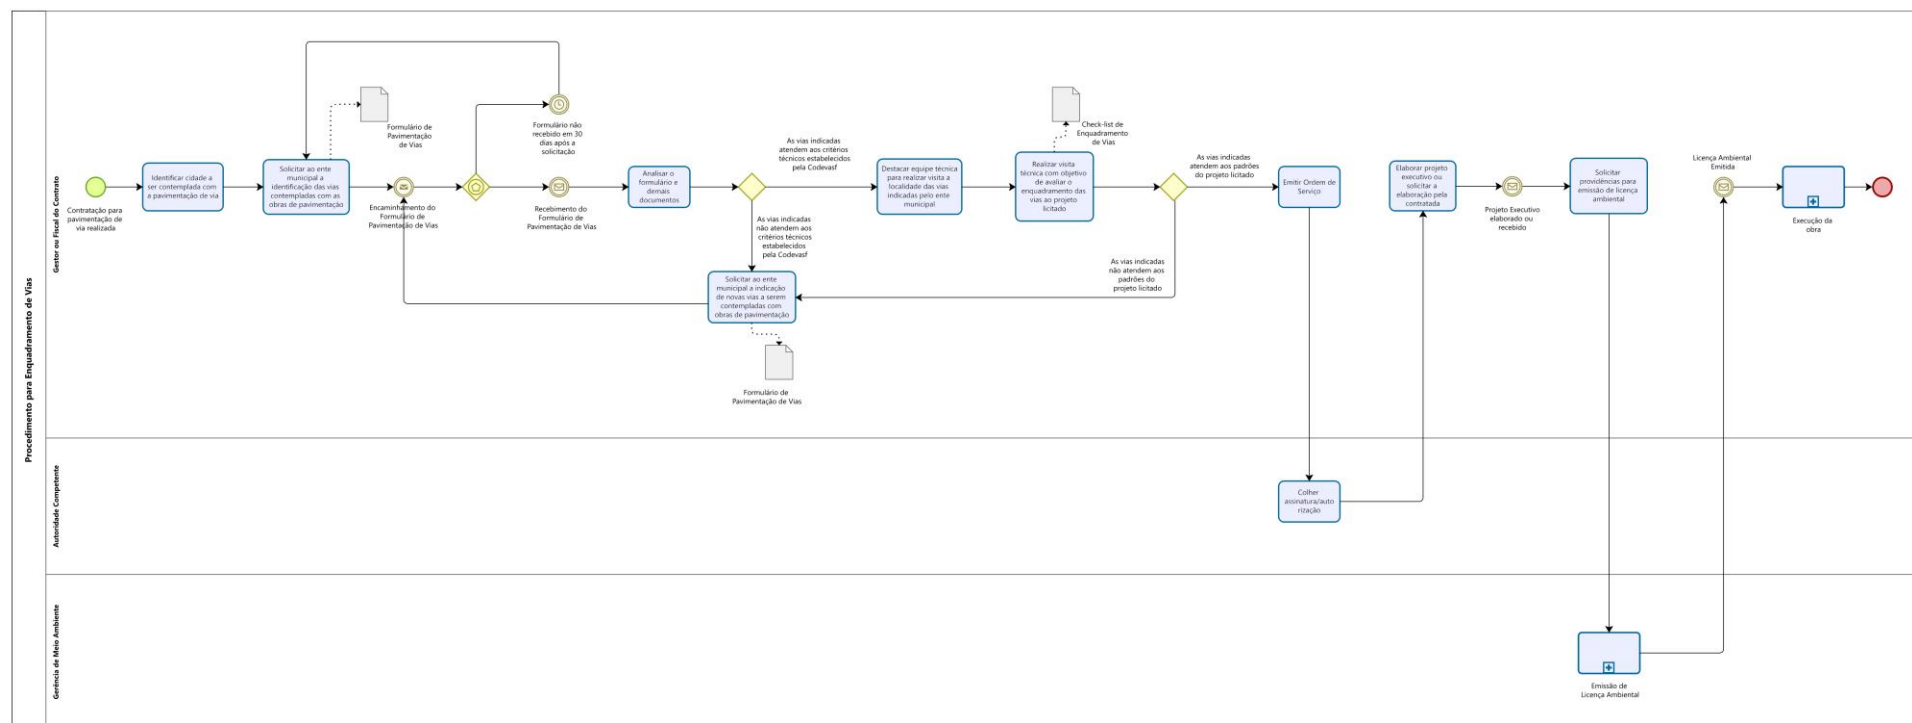 Procedimento para Enquadramento de Vias
Gestor ou Fiscal do Contrato
Contratação para
pavimentação de
via realizada
Identificar cidade a
ser contemplada com
a pavimentação de via
Solicitar ao ente
municipal a
identificação das vias
contempladas com as
obras de pavimentação
Formulário de
Pavimentação
de Vias
Encaminhamento do
Formulário de
Pavimentação de Vias
Formulário não
recebido em 30
dias após a
solicitação
Recebimento do
Formulário de
Pavimentação de Vias
Analisar o
formulário e
demais
documentos
As vias indicadas
atendem aos critérios
técnicos estabelecidos
pela Codevasf
As vias indicadas
não atendem aos
critérios técnicos
estabelecidos
pela Codevasf
Solicitar ao ente
municipal a indicação
de novas vias a serem
contempladas com
obras de pavimentação
Formulário de
Pavimentação de Vias
Destacar equipe técnica
para realizar visita a
localidade das vias
indicadas pelo ente
municipal
Realizar visita
técnica com objetivo
de avaliar o
enquadramento das
vias ao projeto
licitado
Check-list de
Enquadramento
de Vias
As vias indicadas
atendem aos padrões
do projeto licitado
As vias indicadas
não atendem aos
padrões do
projeto licitado
Emitir Ordem de
Serviço
Elaborar projeto
executivo ou
solicitar a
elaboração pela
contratada
Projeto Executivo
elaborado ou
recebido
Solicitar
providências para
emissão de licença
ambiental
Licença Ambiental
Emitida
Execução da
obra
Autoridade Competente
Colher
assinatura/auto
rização
Gerência de Meio Ambiente
Emissão de
Licença Ambiental